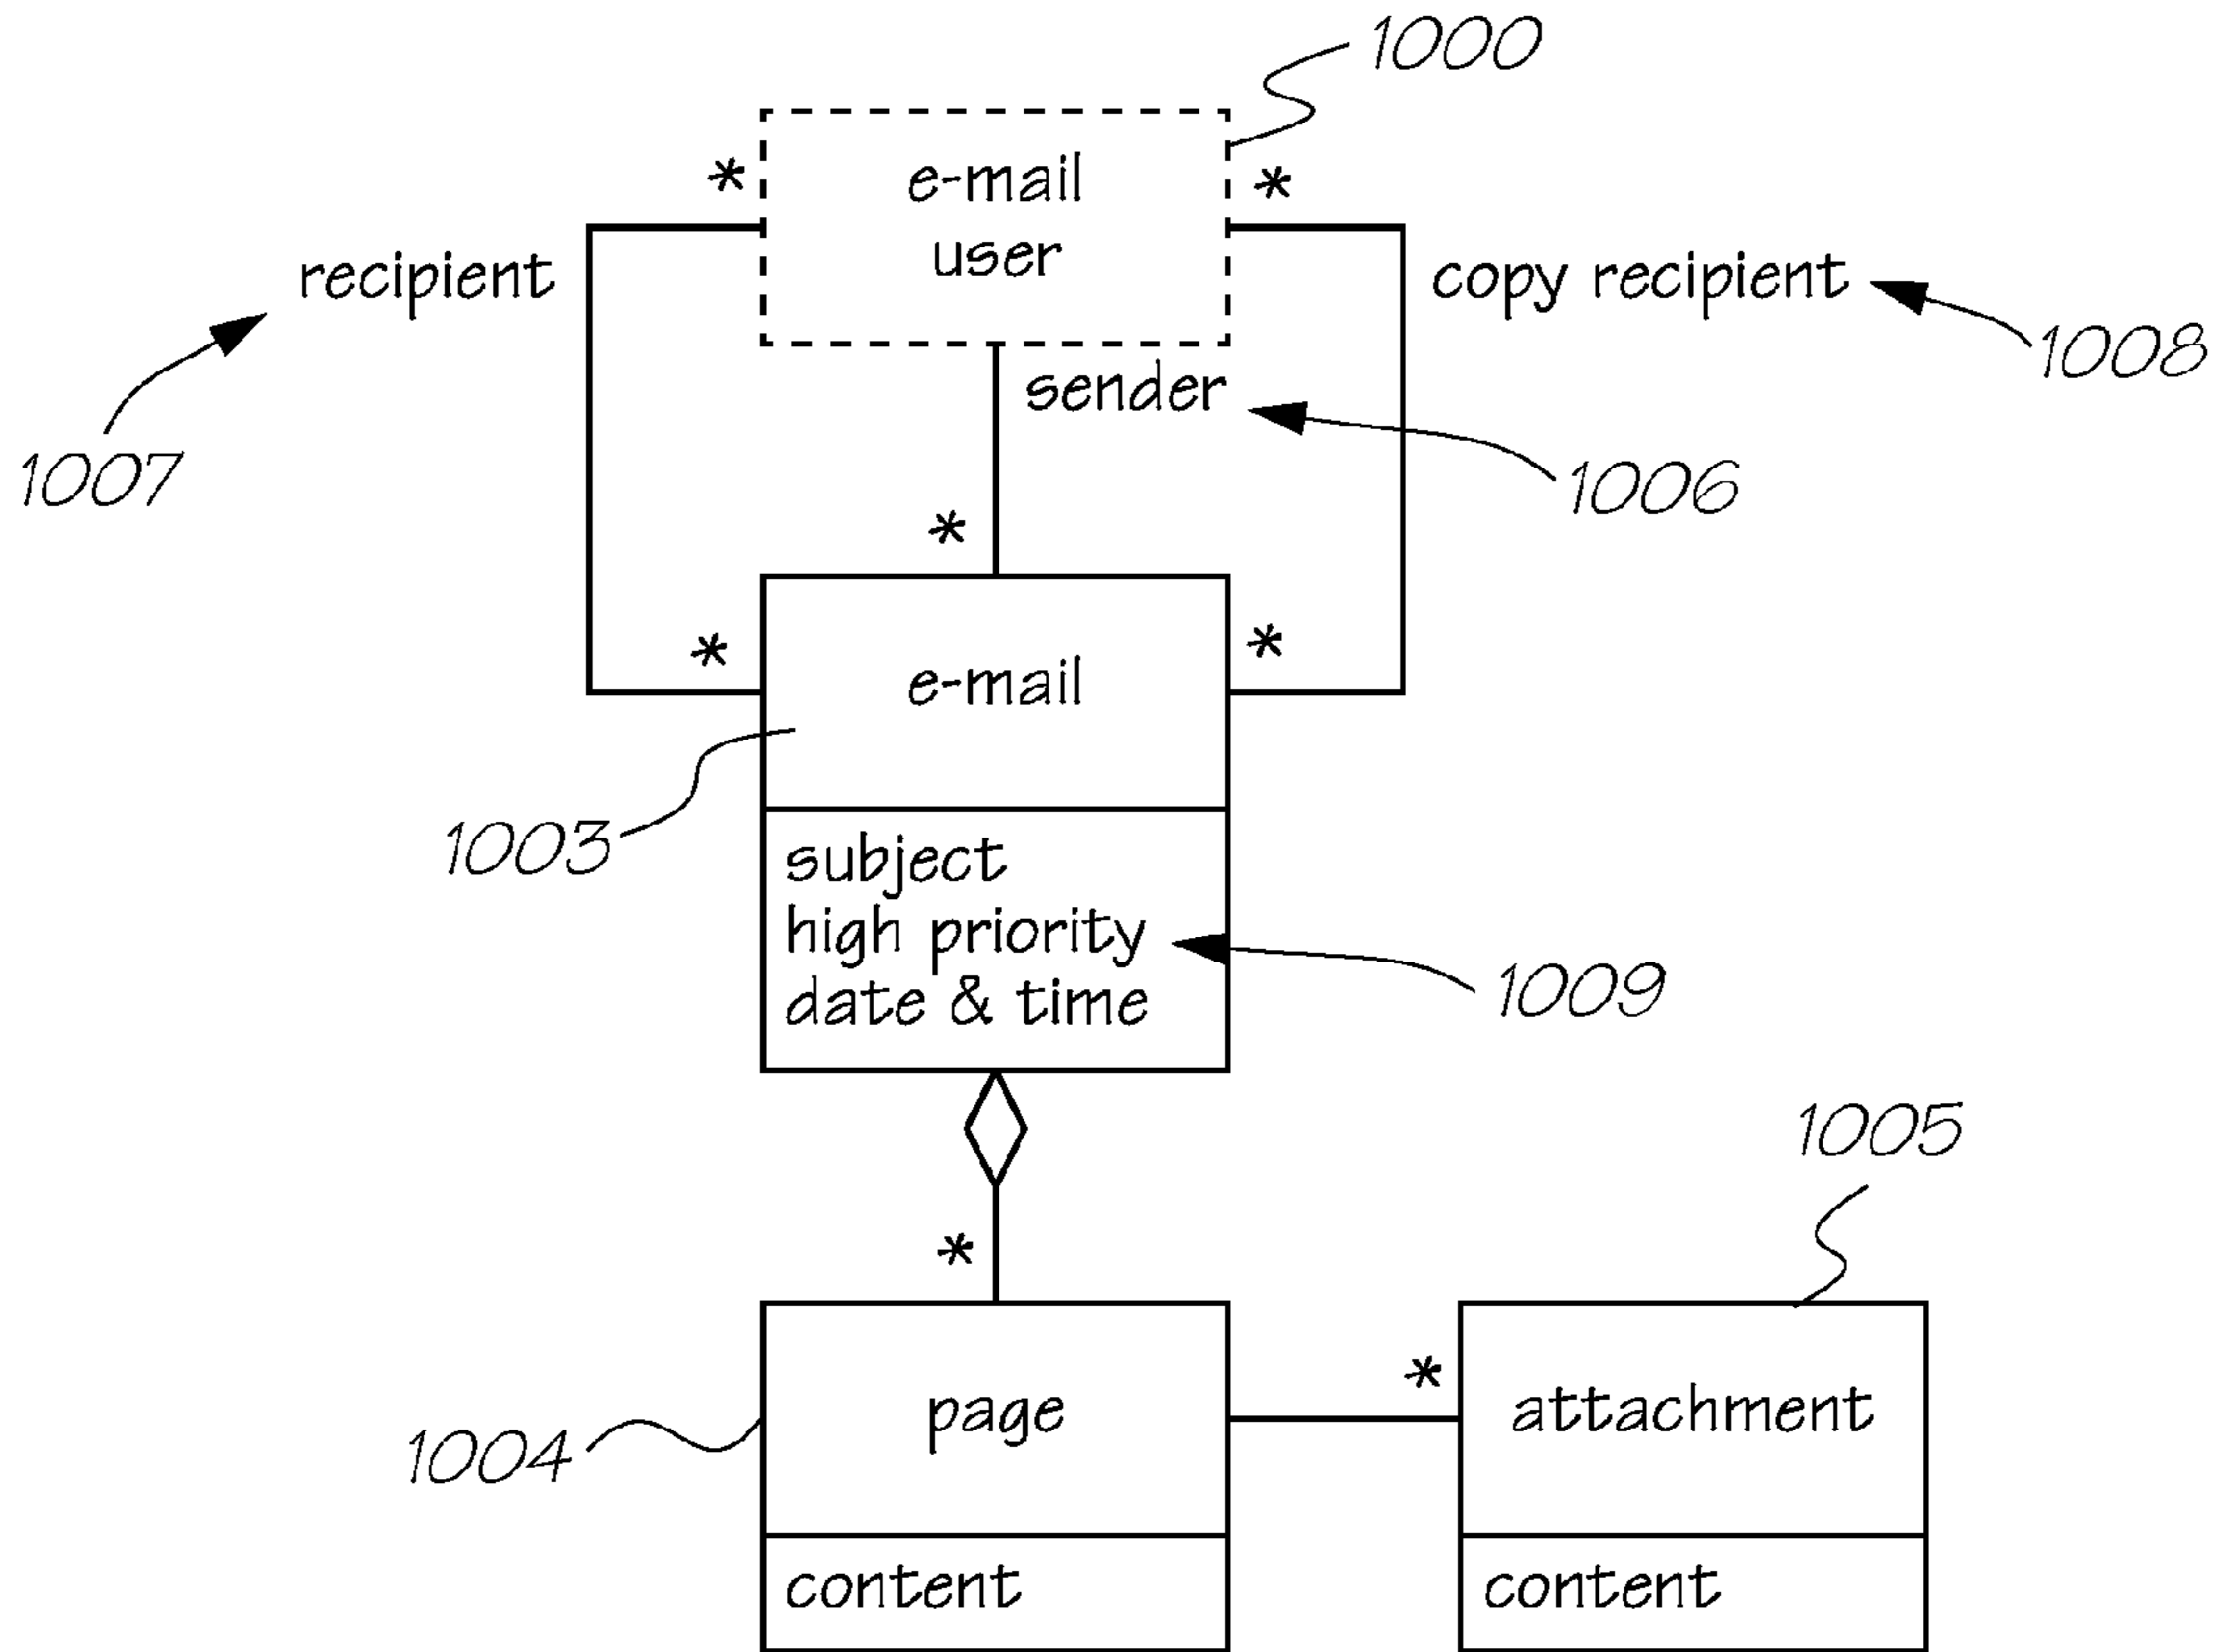 1000
*
e-mail
*
user
recipient
copy recipient
1008
sender
1007
1006
*
*
e-mail
*
1003
subject
high priority
date & time
1009
1005
*
*
page
attachment
1004
content
content